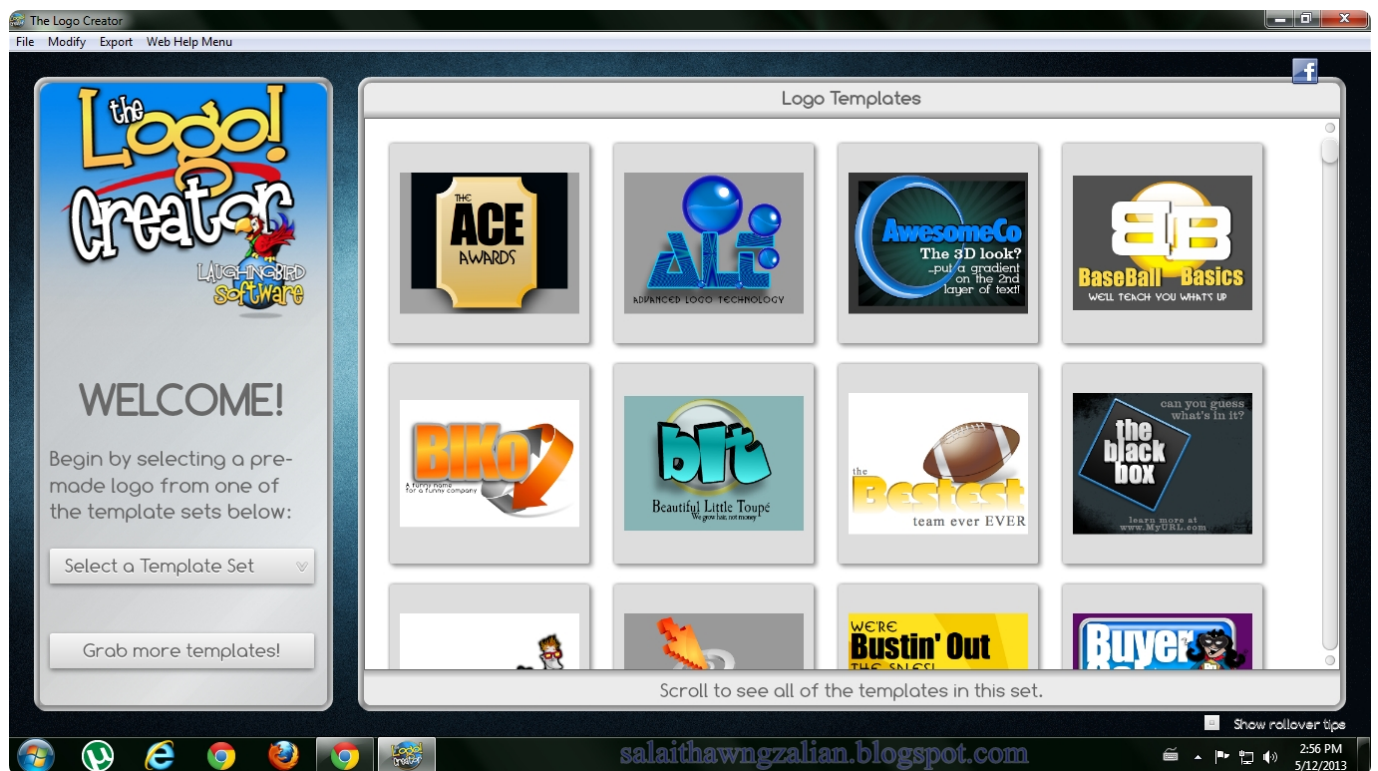 The Logo Creator
File Modify Export Web Help Menu
the
Logo!
Creator
LAUGHINGBIRD
Software
WELCOME!
Begin by selecting a pre-
made logo from one of
the template sets below:
Select a Template Set
Grab more templates!
Logo Templates
THE
ACE
AWARDS
ALT
ADVANCED LOGO TECHNOLOGY
AwesomeCo
The 3D look?
...put a gradient
on the 2nd
layer of text!
BB
BaseBall Basics
WE'LL TEACH YOU WHAT'S UP
BIKo
A funny name
for a funny company
blt
Beautiful Little Toupé
We grow hair, not money
the
Bestest
team ever EVER
can you guess
what's in it?
the
black
box
learn more at
www.MyURL.com
WE'RE
Bustin' Out
THE SALES!
Buyer
Scroll to see all of the templates in this set.
Show rollover tips
salaithawngzalian.blogspot.com
2:56 PM
5/12/2013